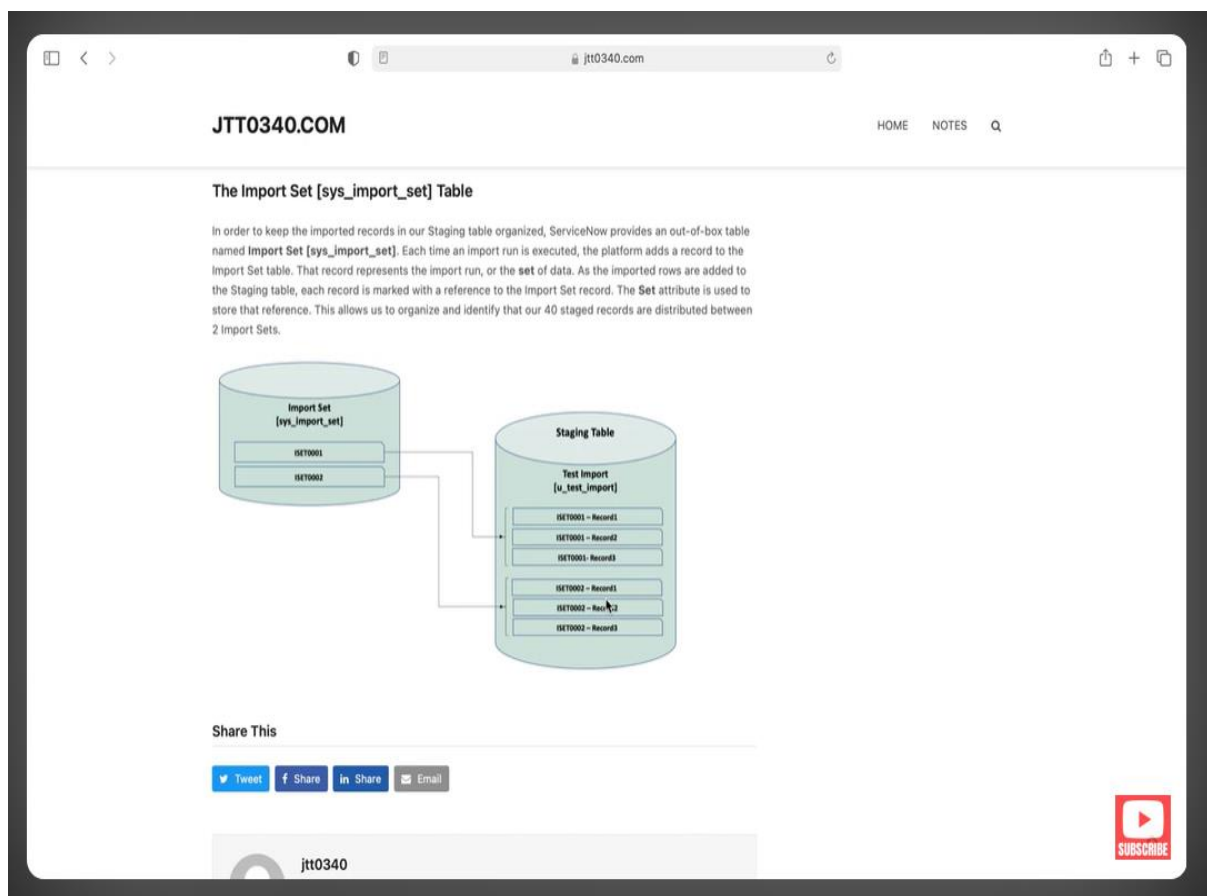 jtt0340.com
JTT0340.COM
HOME NOTES
The Import Set [sys_import_set] Table
In order to keep the imported records in our Staging table organized, ServiceNow provides an out-of-box table
named Import Set [sys_import_set]. Each time an import run is executed, the platform adds a record to the
Import Set table. That record represents the import run, or the set of data. As the imported rows are added to
the Staging table, each record is marked with a reference to the Import Set record. The Set attribute is used to
store that reference. This allows us to organize and identify that our 40 staged records are distributed between
2 Import Sets.
Import Set
[sys_import_set]
ISET0001
ISET0002
Staging Table
Test Import
[u_test_import]
ISET0001 – Record1
ISET0001 – Record2
ISET0001- Record3
ISET0002 – Record1
ISET0002 –
ISET0002 – Record3
Share This
Tweet
Share
in Share
Email
jtt0340
SUBSCRIBE